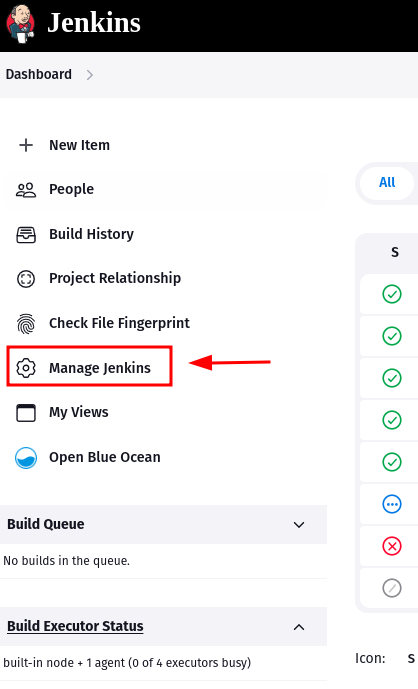 Jenkins
Dashboard
New Item
People
Build History
Project Relationship
Check File Fingerprint
Manage Jenkins
My Views
Open Blue Ocean
Build Queue
No builds in the queue.
Build Executor Status
built-in node + 1 agent (0 of 4 executors busy)
All
S
Icon: S